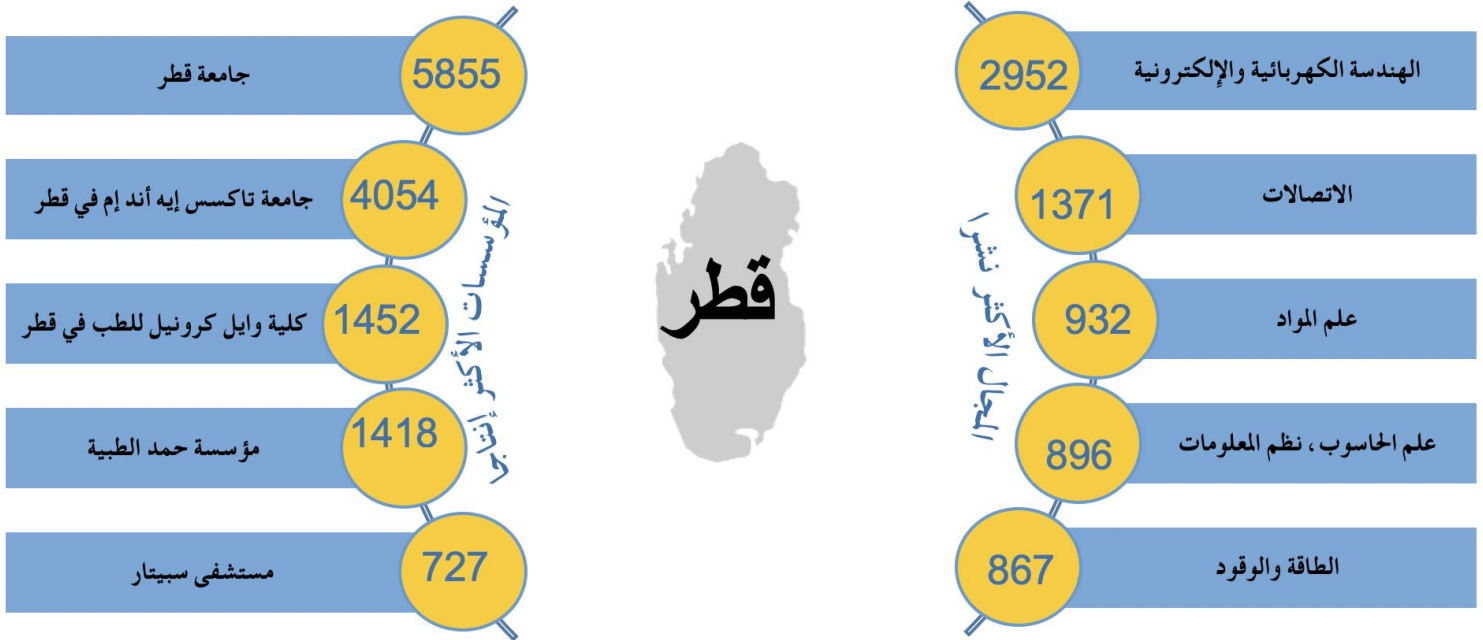 الهندسة الكهربائية والإلكترونية
2952
الاتصالات
1371
علم المواد
932
علم الحاسوب، نظم المعلومات
896
الطاقة والوقود
867
المجال الأكثر نشرا
قطر
المؤسسات الأكثر إنتاجا
5855
جامعة قطر
4054
جامعة تاكسس إيه أند إم في قطر
1452
كلية وايل كرونيل للطب في قطر
1418
مؤسسة حمد الطبية
727
مستشفى سبيتار